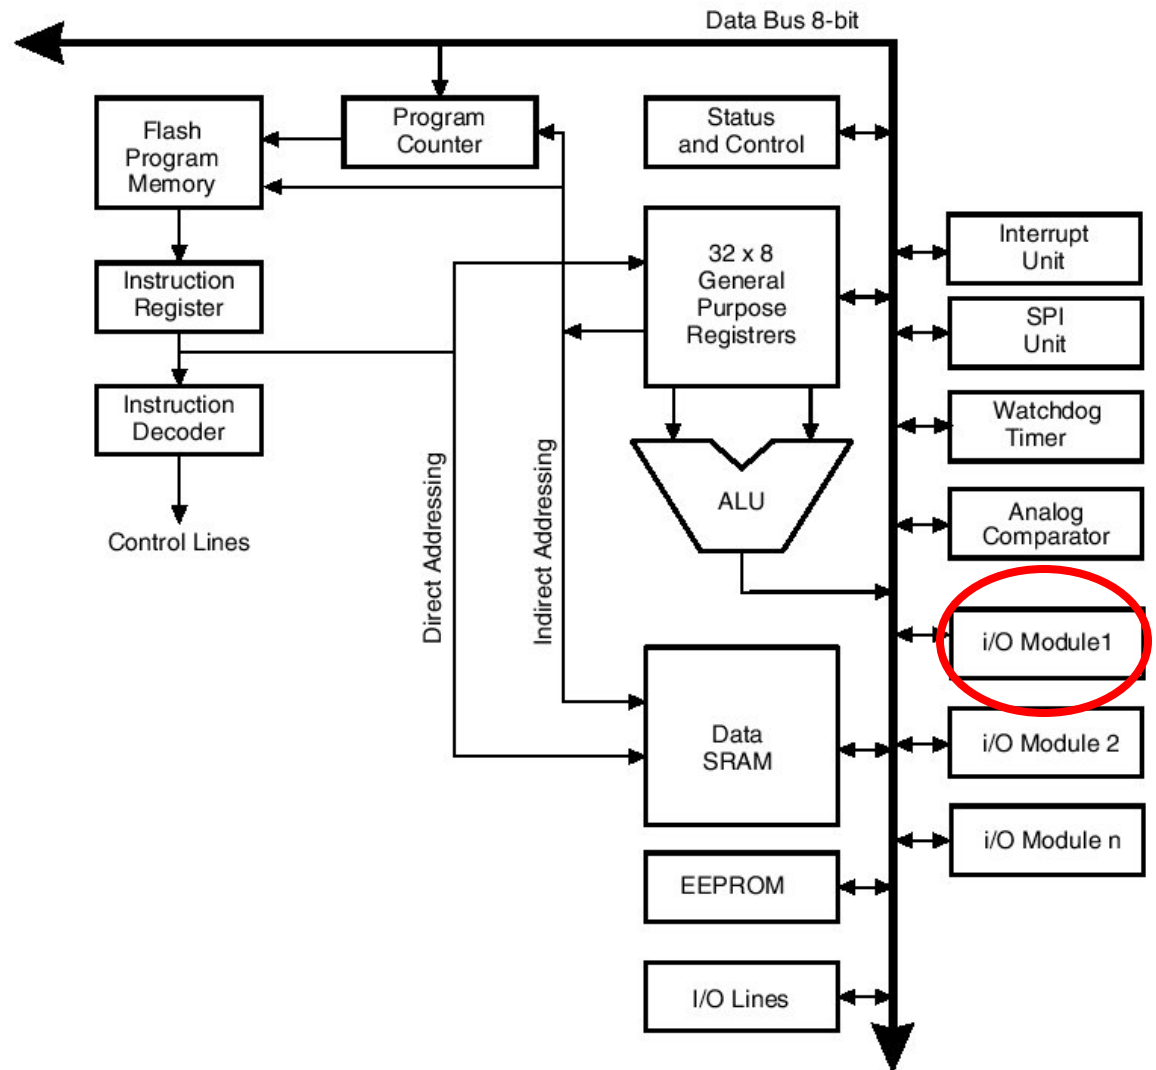 Data Bus 8-bit
Flash
Program
Memory
Program
Counter
Status
and Control
32 x 8
General
Purpose
Registrers
Interrupt
Unit
Instruction
Register
SPI
Unit
Instruction
Decoder
Watchdog
Timer
Control Lines
Direct Addressing
Indirect Addressing
ALU
Analog
Comparator
i/O Module1
Data
SRAM
i/O Module 2
i/O Module n
EEPROM
I/O Lines